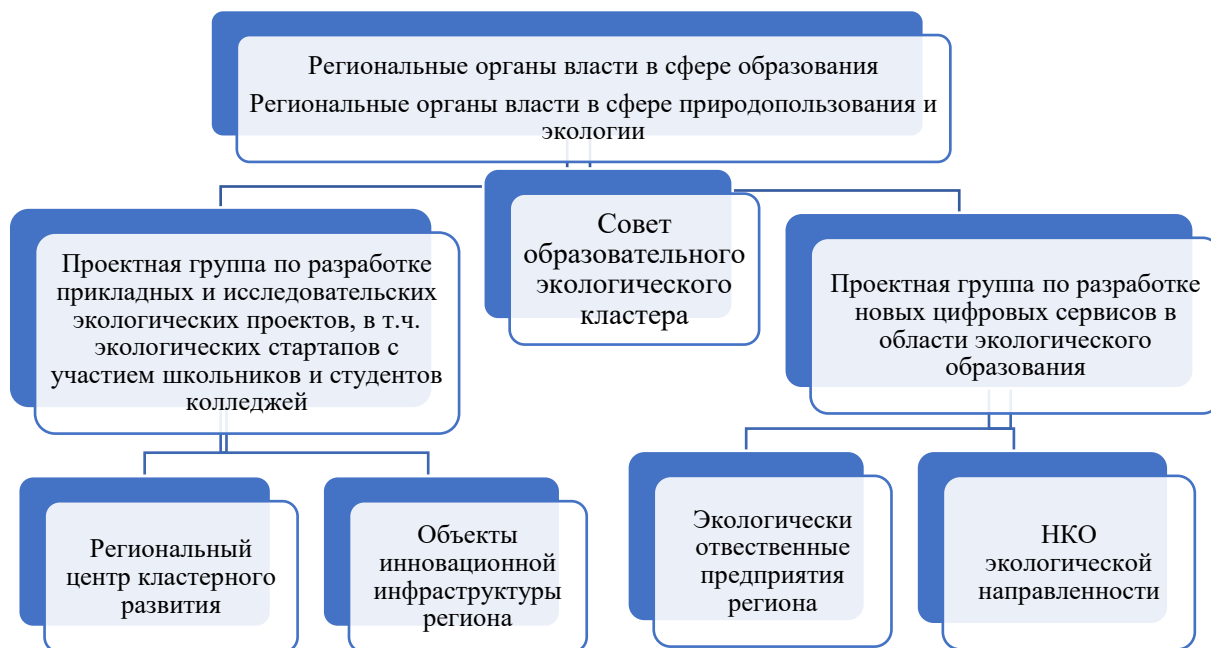 Региональные органы власти в сфере образования
Региональные органы власти в сфере природопользования и
экологии
Совет
образовательного
экологического
кластера
Проектная группа по разработке
прикладных и исследовательских
экологических проектов, в т.ч.
экологических стартапов с
участием школьников и студентов
колледжей
Проектная группа по разработке
новых цифровых сервисов в
области экологического
образования
Региональный
центр кластерного
развития
Объекты
инновационной
инфраструктуры
региона
Экологически
отвественные
предприятия
региона
НКО
экологической
направленности